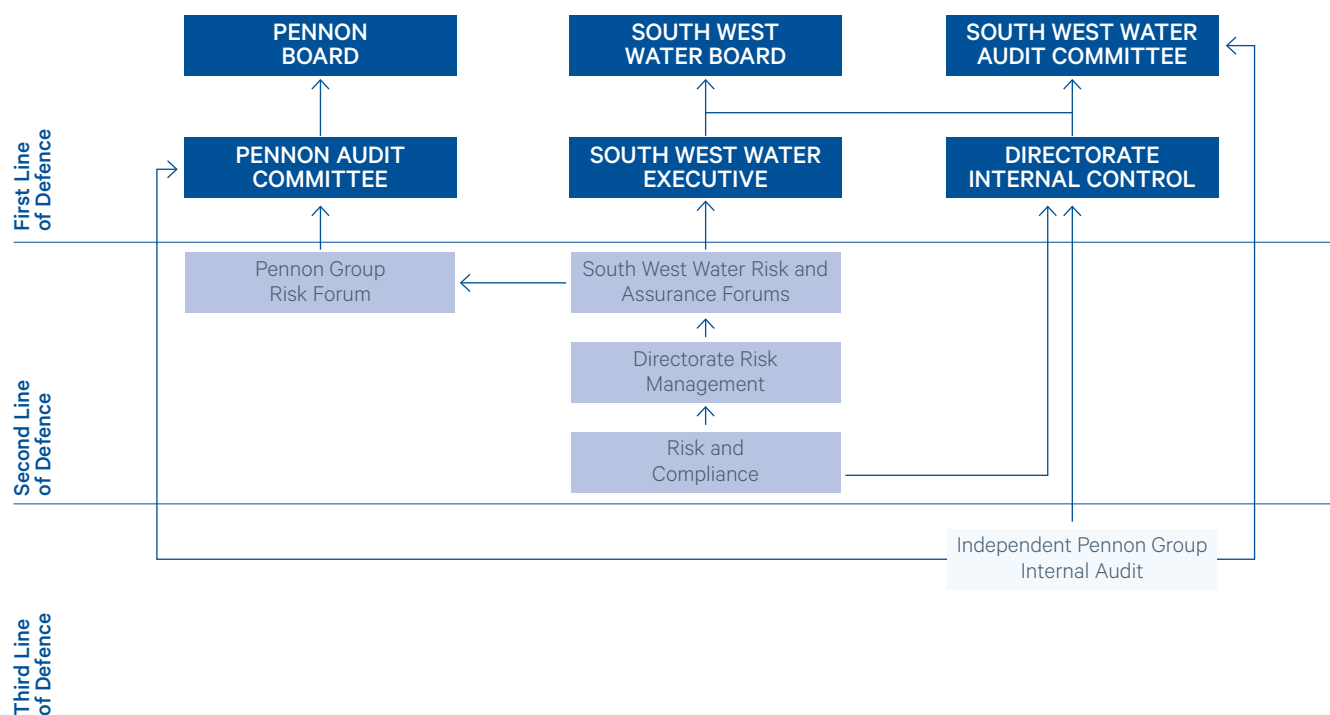 PENNON
BOARD
SOUTH WEST
WATER BOARD
SOUTH WEST WATER
AUDIT COMMITTEE
First Line
of Defence
PENNON AUDIT
COMMITTEE
SOUTH WEST WATER
EXECUTIVE
DIRECTORATE
INTERNAL CONTROL
Second Line
of Defence
Pennon Group
Risk Forum
South West Water Risk and
Assurance Forums
Directorate Risk
Management
Risk and
Compliance
Third Line
of Defence
Independent Pennon Group
Internal Audit